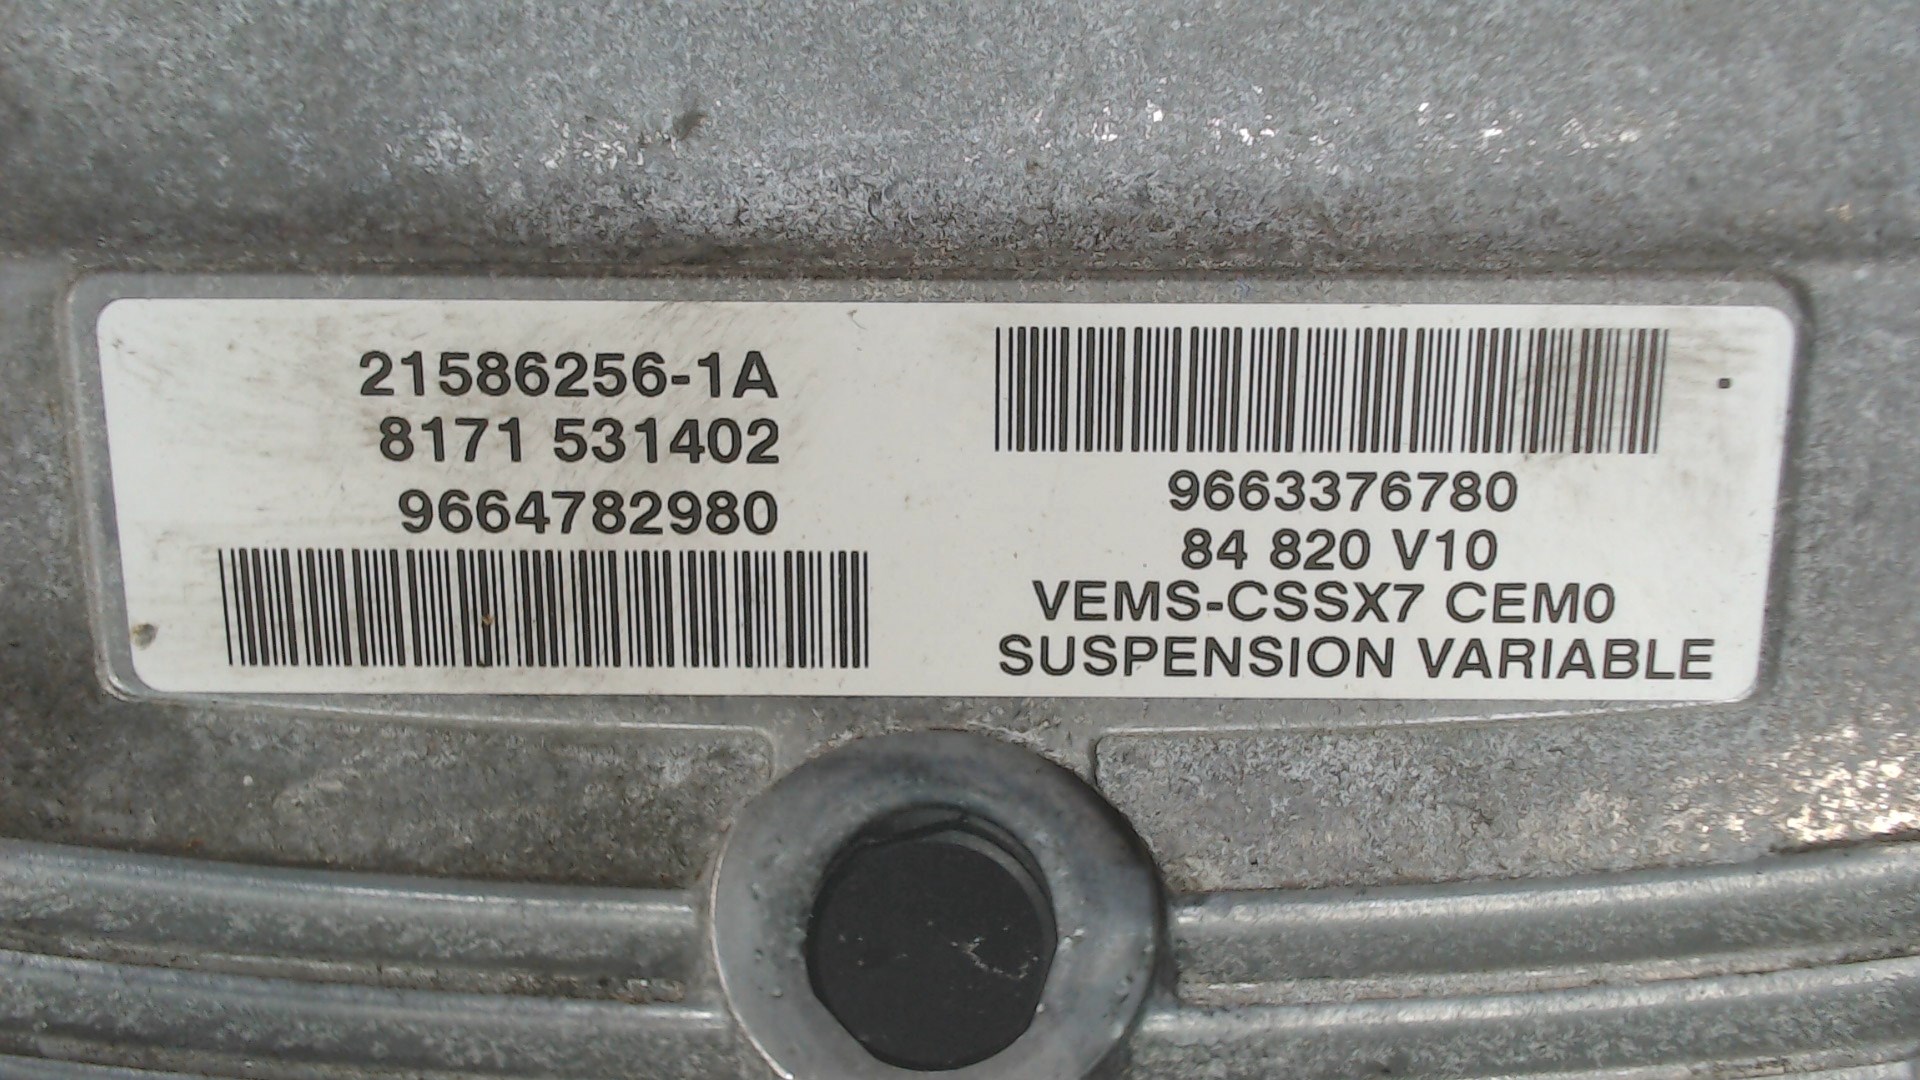 21586256-1A
8171 531402
9664782980
9663376780
84 820 V10
VEMS-CSSX7 CEM0
SUSPENSION VARIABLE